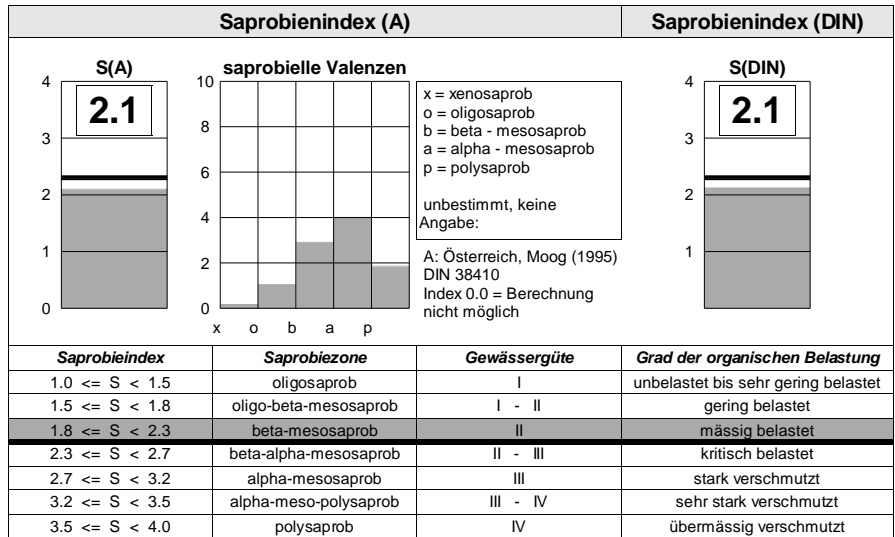 Saprobienindex (A) Saprobienindex (DIN)
S(A) saprobielle Valenzen S(DIN)
2.1
4
3
2
1
0
10
8
6
4
2
0
x o b a p
x = xenosaprob
o = oligosaprob
b = beta - mesosaprob
a = alpha - mesosaprob
p = polysaprob
unbestimmt, keine
Angabe:
A: Österreich, Moog (1995)
DIN 38410
Index 0.0 = Berechnung
nicht möglich
2.1
4
3
2
1
Saprobieindex Saprobiezone Gewässergüte Grad der organischen Belastung
1.0 <= S < 1.5 oligosaprob I unbelastet bis sehr gering belastet
1.5 <= S < 1.8 oligo-beta-mesosaprob I - II gering belastet
1.8 <= S < 2.3 beta-mesosaprob II mässig belastet
2.3 <= S < 2.7 beta-alpha-mesosaprob II - III kritisch belastet
2.7 <= S < 3.2 alpha-mesosaprob III stark verschmutzt
3.2 <= S < 3.5 alpha-meso-polysaprob III - IV sehr stark verschmutzt
3.5 <= S < 4.0 polysaprob IV übermässig verschmutzt